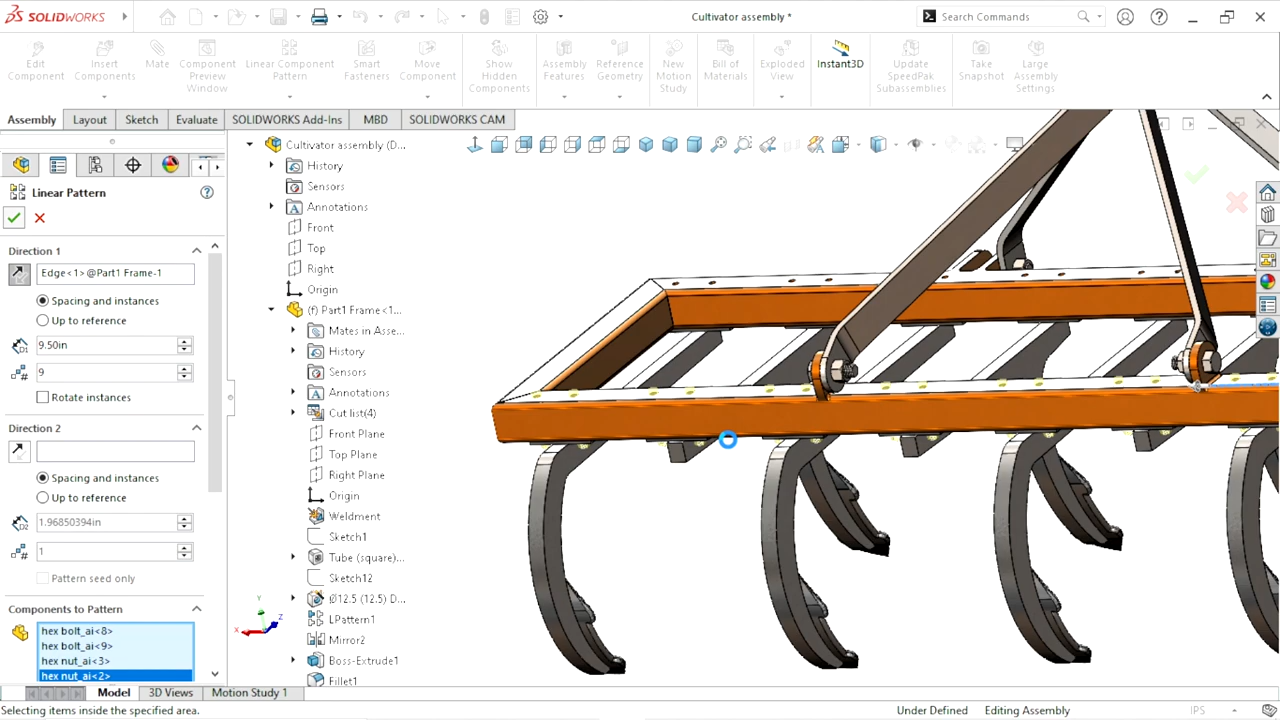 SOLIDWORKS
Cultivator assembly *
Search Commands
Edit Component
Insert Components
Mate
Component Preview Window
Linear Component Pattern
Smart Fasteners
Move Component
Show Hidden Components
Assembly Features
Reference Geometry
New Motion Study
Bill of Materials
Exploded View
Instant3D
Update SpeedPak Subassemblies
Take Snapshot
Large Assembly Settings
Assembly
Layout
Sketch
Evaluate
SOLIDWORKS Add-Ins
MBD
SOLIDWORKS CAM
Linear Pattern
Direction 1
Edge<1>@Part1 Frame-1
Spacing and instances
Up to reference
9.50in
9
Rotate instances
Direction 2
Spacing and instances
Up to reference
1.96850394in
1
Pattern seed only
Components to Pattern
hex bolt_ai<8>
hex bolt_ai<9>
hex nut_ai<3>
hex nut_ai<2>
Cultivator assembly (D...
History
Sensors
Annotations
Front
Top
Right
Origin
(f) Part1 Frame<1...
Mates in Asse...
History
Sensors
Annotations
Cut list(4)
Front Plane
Top Plane
Right Plane
Origin
Weldment
Sketch1
Tube (square)...
Sketch12
Ø12.5 (12.5) D...
LPattern1
Mirror2
Boss-Extrude1
Fillet1
Y
X
Z
Model
3D Views
Motion Study 1
Selecting items inside the specified area.
Under Defined
Editing Assembly
IPS